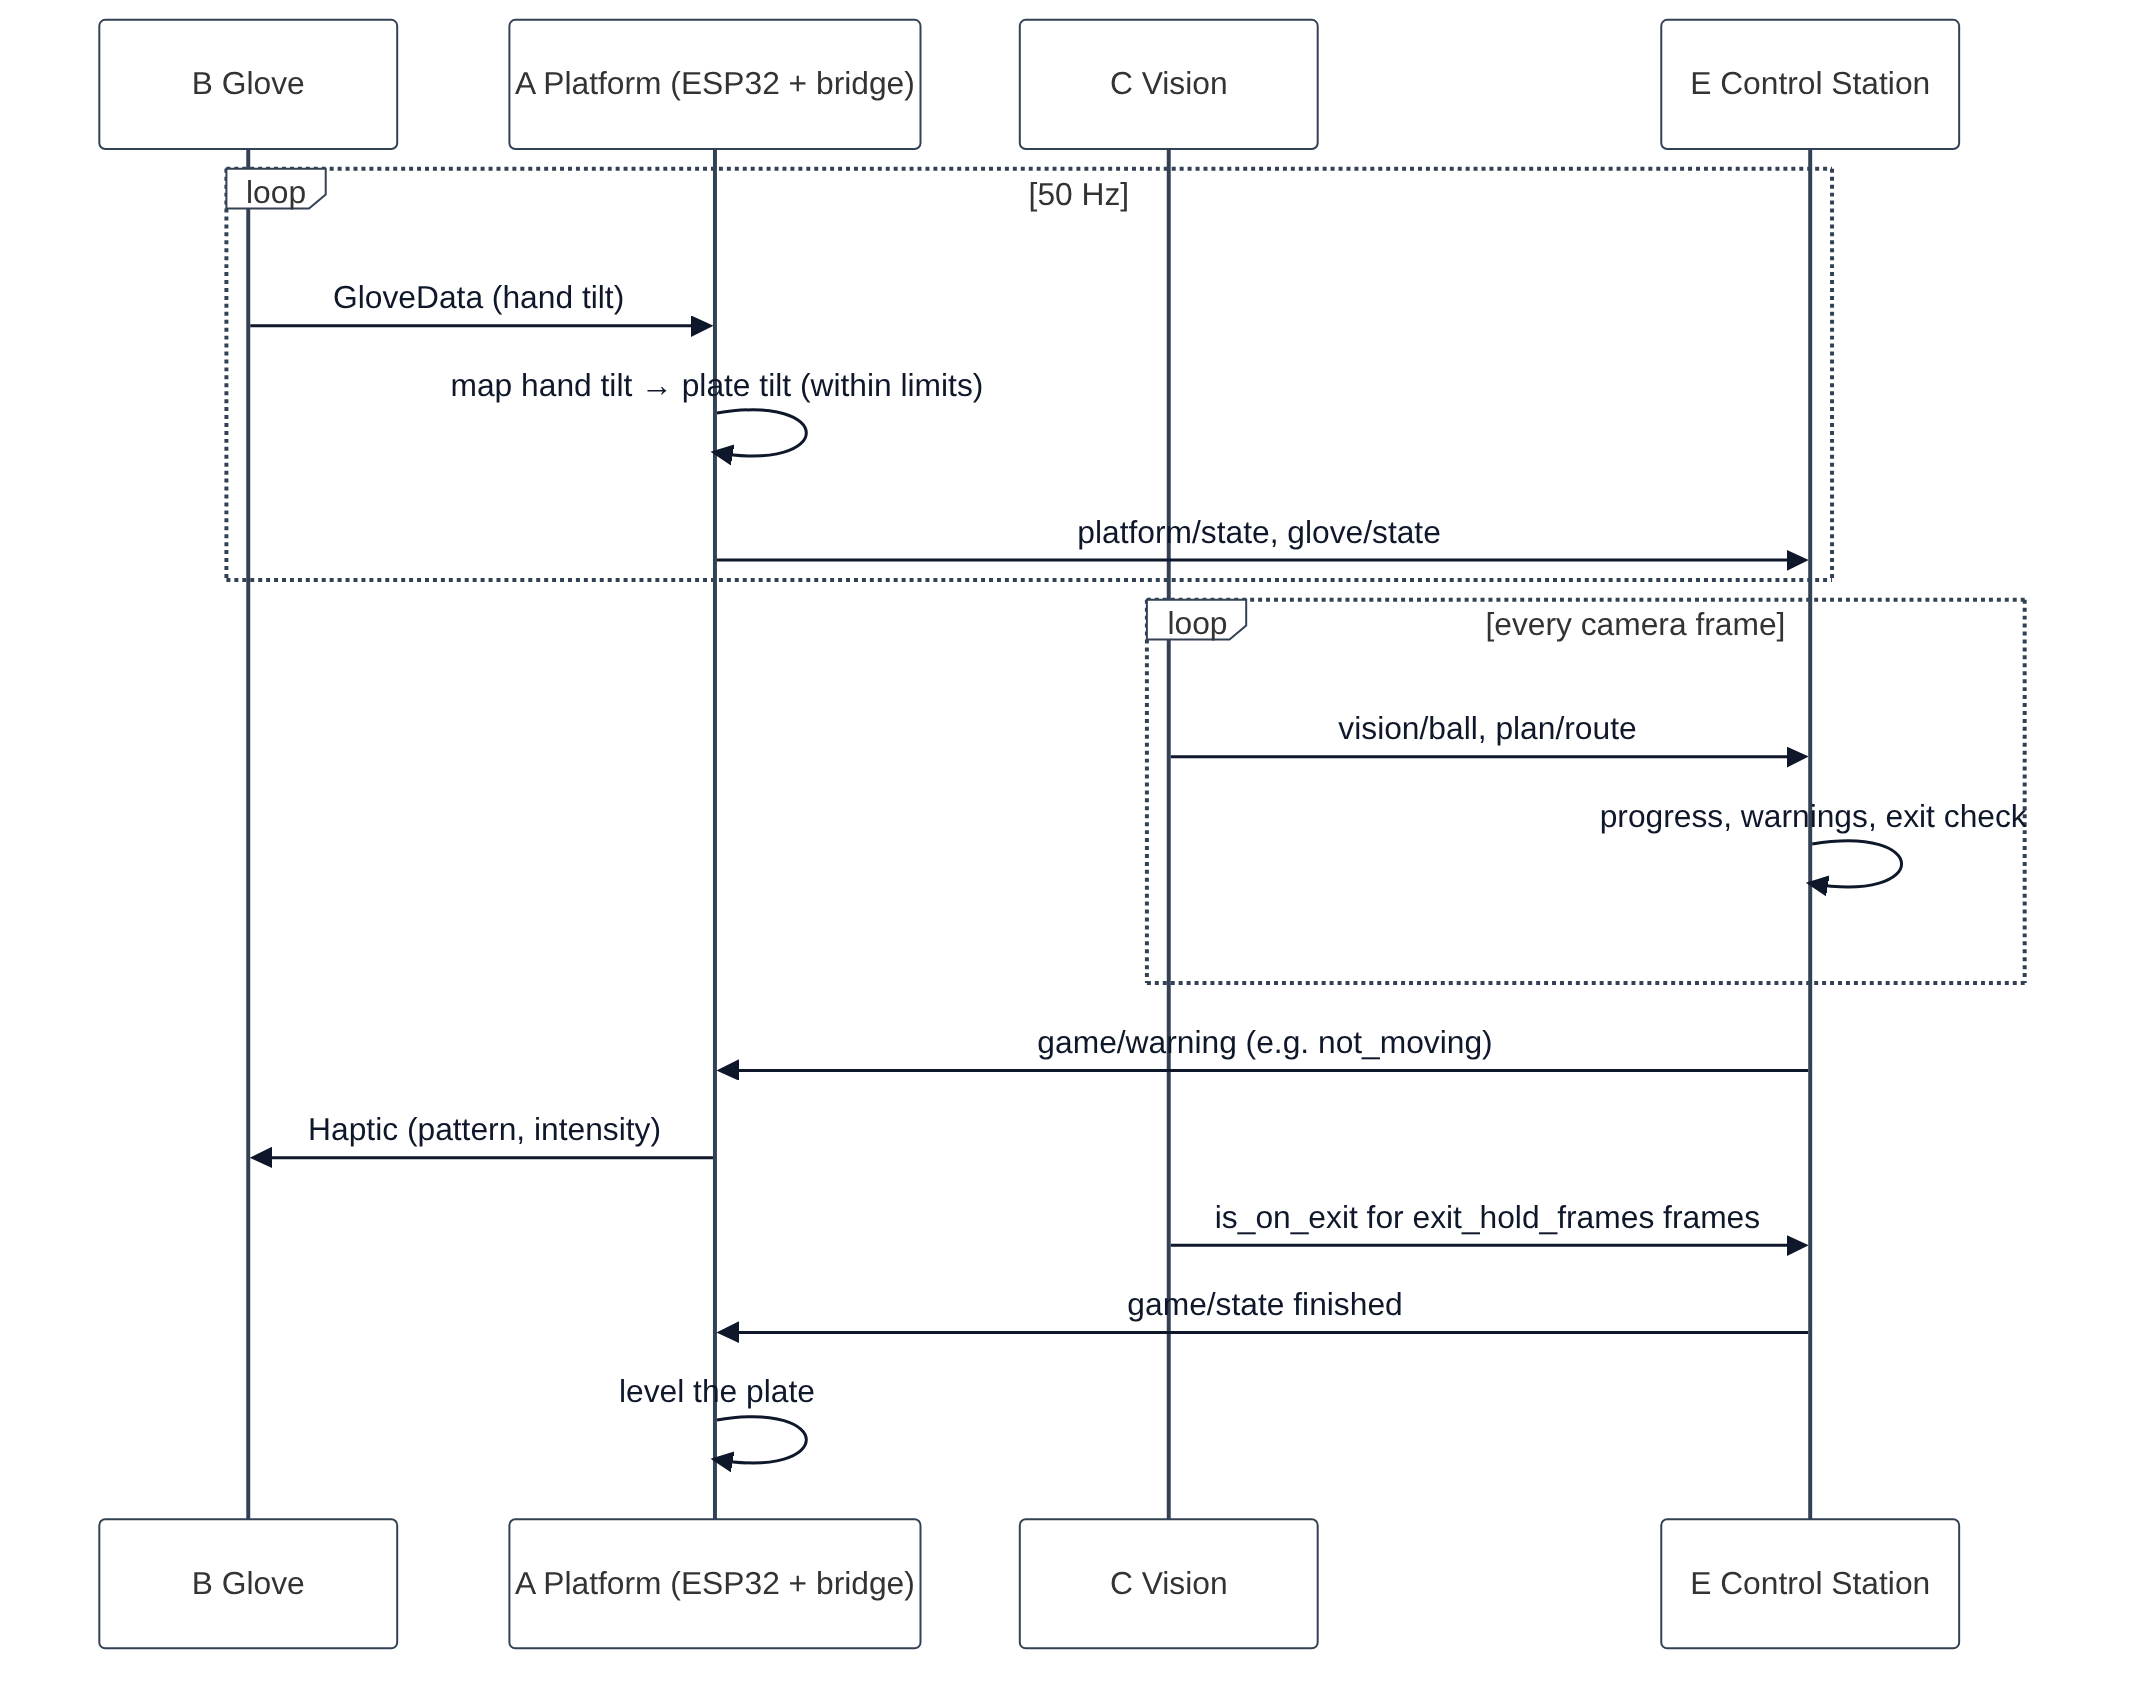 B Glove
A Platform (ESP32 + bridge)
C Vision
E Control Station
loop
[50 Hz]
GloveData (hand tilt)
map hand tilt → plate tilt (within limits)
platform/state, glove/state
loop
[every camera frame]
vision/ball, plan/route
progress, warnings, exit check
game/warning (e.g. not_moving)
Haptic (pattern, intensity)
is_on_exit for exit_hold_frames frames
game/state finished
level the plate
B Glove
A Platform (ESP32 + bridge)
C Vision
E Control Station